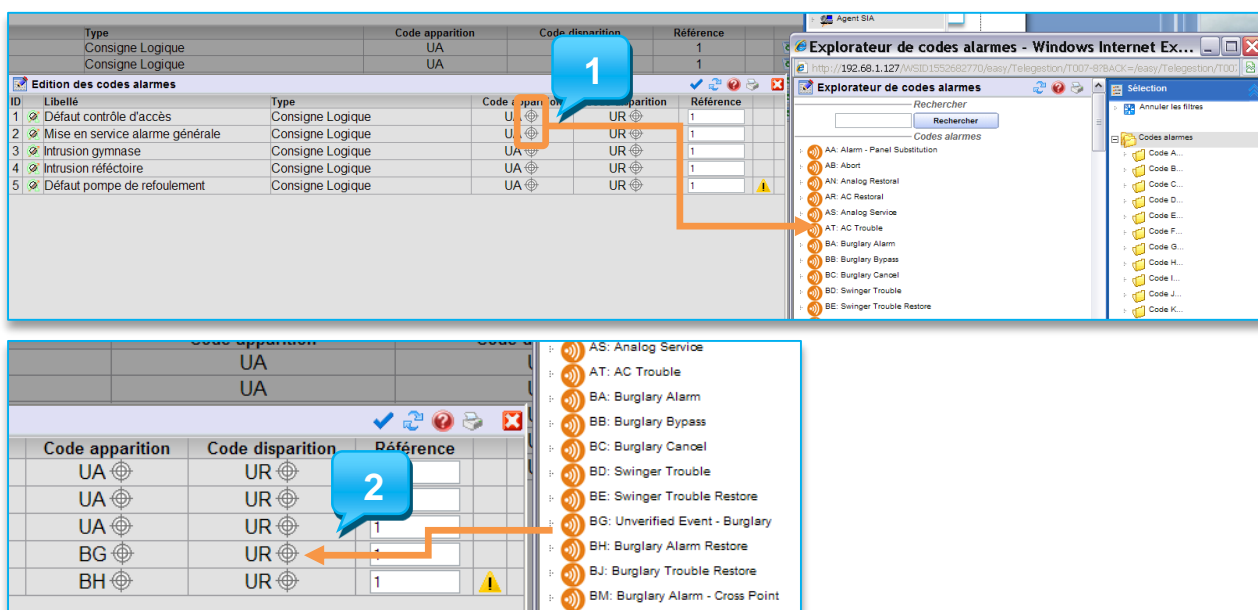 Type Code apparition Code disparition Référence
Consigne Logique UA 1
Consigne Logique UA 1
Agent SIA
1
Edition des codes alarmes
ID Libellé Type Code apparition disparition Référence
1 Défaut contrôle d'accès Consigne Logique UA UR 1
2 Mise en service alarme générale Consigne Logique UA UR 1
3 Intrusion gymnase Consigne Logique UA UR 1
4 Intrusion réféctoire Consigne Logique UA UR 1
5 Défaut pompe de refoulement Consigne Logique UA UR 1
Explorateur de codes alarmes - Windows Internet Ex...
http://192.68.1.127/WSID1552682770/easy/Telegestion/T007-8?BACK=/easy/Telegestion/T001
Explorateur de codes alarmes
Rechercher
Rechercher
Codes alarmes
AA: Alarm - Panel Substitution
AB: Abort
AN: Analog Restoral
AR: AC Restoral
AS: Analog Service
AT: AC Trouble
BA: Burglary Alarm
BB: Burglary Bypass
BC: Burglary Cancel
BD: Swinger Trouble
BE: Swinger Trouble Restore
Sélection
Annuler les filtres
Codes alarmes
Code A...
Code B...
Code C...
Code D...
Code E...
Code F...
Code G...
Code H...
Code I...
Code J...
Code K...
Code apparition
UA
UA
2
Code apparition Code disparition Référence
UA UR
UA UR
UA UR 1
BG UR 1
BH UR 1
AS: Analog Service
AT: AC Trouble
BA: Burglary Alarm
BB: Burglary Bypass
BC: Burglary Cancel
BD: Swinger Trouble
BE: Swinger Trouble Restore
BG: Unverified Event - Burglary
BH: Burglary Alarm Restore
BJ: Burglary Trouble Restore
BM: Burglary Alarm - Cross Point